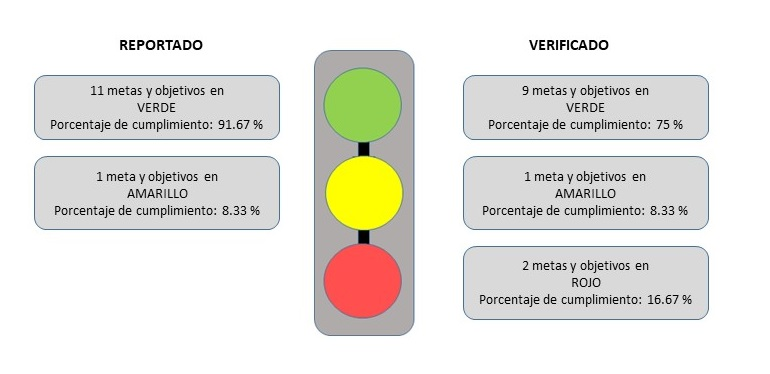 REPORTADO
11 metas y objetivos en
VERDE
Porcentaje de cumplimiento: 91.67 %
1 meta y objetivos en
AMARILLO
Porcentaje de cumplimiento: 8.33 %
VERIFICADO
9 metas y objetivos en
VERDE
Porcentaje de cumplimiento: 75 %
1 meta y objetivos en
AMARILLO
Porcentaje de cumplimiento: 8.33 %
2 metas y objetivos en
ROJO
Porcentaje de cumplimiento: 16.67 %